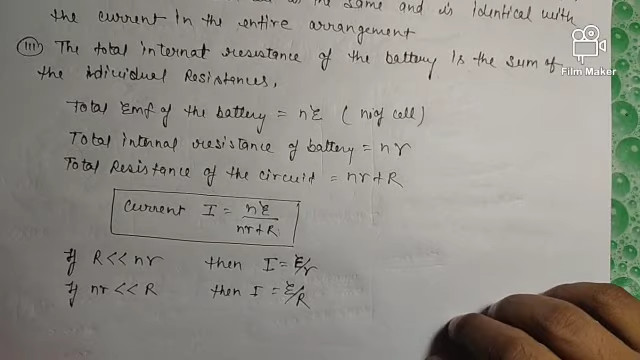 the same and is identical with
the current in the entire arrangement
(III) The total internal resistance of the battery is the sum of
the individual Resistances,
Total Emf of the battery = nE ( n of cell)
Total internal resistance of battery = nr
Total Resistance of the circuit = nr+R
Current I = nE/nr+R
If R<<nr then I = E/r
If nr<<R then I = E/R
Film Maker